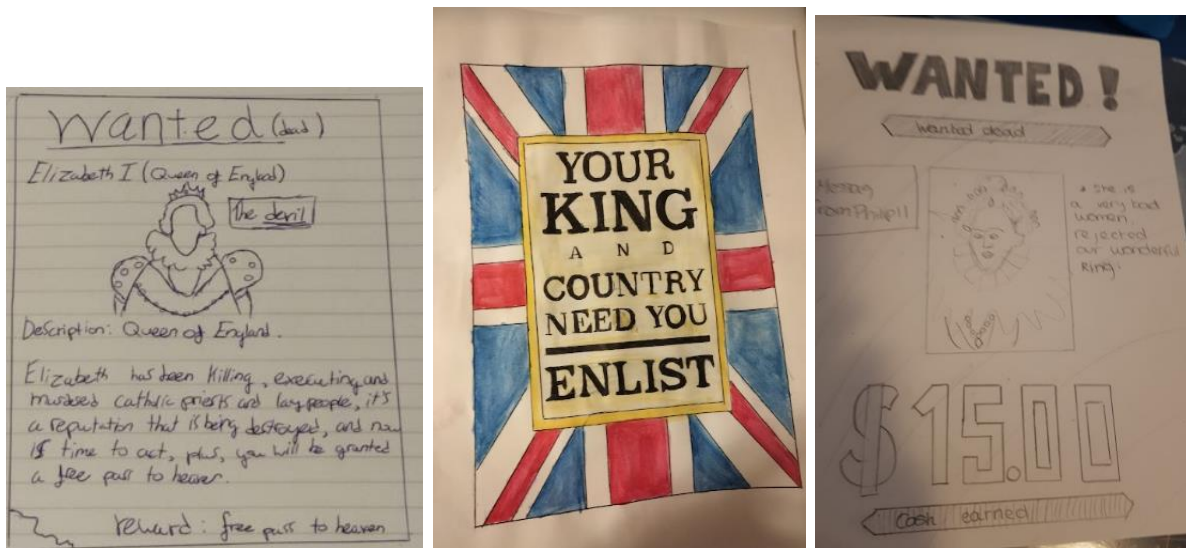 Wanted (dead)
Elizabeth I (Queen of England)
The devil
Description: Queen of England.
Elizabeth has been killing, executing and
murdered catholic priests and laypeople, it's
a reputation that is being destroyed, and now
is time to act, plus, you will be granted
a free pass to heaven.
reward: free pass to heaven
YOUR
KING
AND
COUNTRY
NEED YOU
ENLIST
WANTED!
wanted dead
Message
from Philip II
She is
a very bad
women.
rejected
our wonderful
King.
$15.00
Cash earned